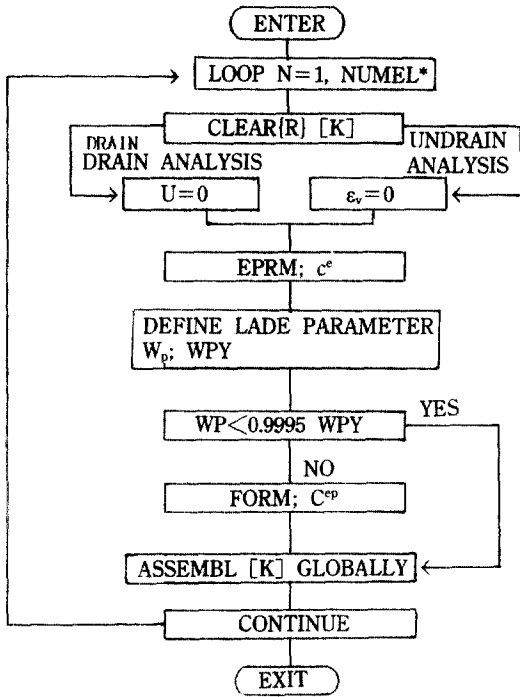 ENTER
LOOP N=1, NUMEL*
CLEAR{R} [K]
DRAIN
DRAIN ANALYSIS
UNDRAIN
ANALYSIS
U=0
εᵥ=0
EPRM; cᵉ
DEFINE LADE PARAMETER
Wₚ; WPY
WP<0.9995 WPY
YES
NO
FORM; Cᵉᵖ
ASSEMBL [K] GLOBALLY
CONTINUE
EXIT